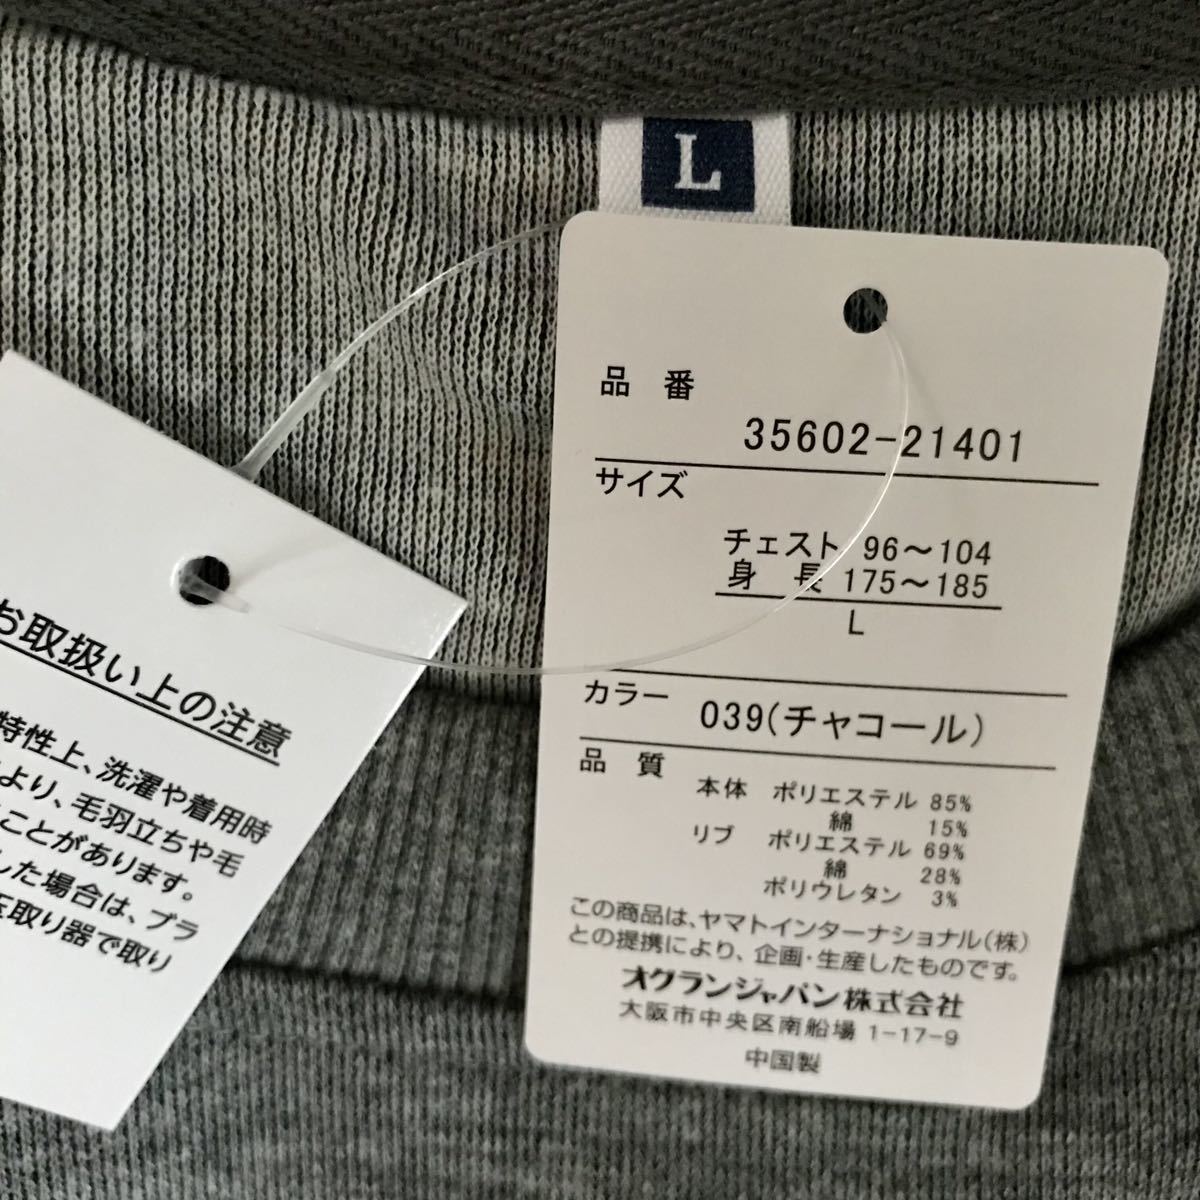 L
品 番
35602-21401
サイズ
チェスト 96～104
身 長 175～185
L
カラー 039(チャコール)
品 質
本体 ポリエステル 85%
綿 15%
リブ ポリエステル 69%
綿 28%
ポリウレタン 3%
この商品は、ヤマトインターナショナル(株)
との提携により、企画・生産したものです。
オグランジャパン株式会社
大阪市中央区南船場 1-17-9
中国製
お取扱い上の注意
特性上、洗濯や着用時
より、毛羽立ちや毛
ことがあります。
した場合は、ブラ
取り器で取り